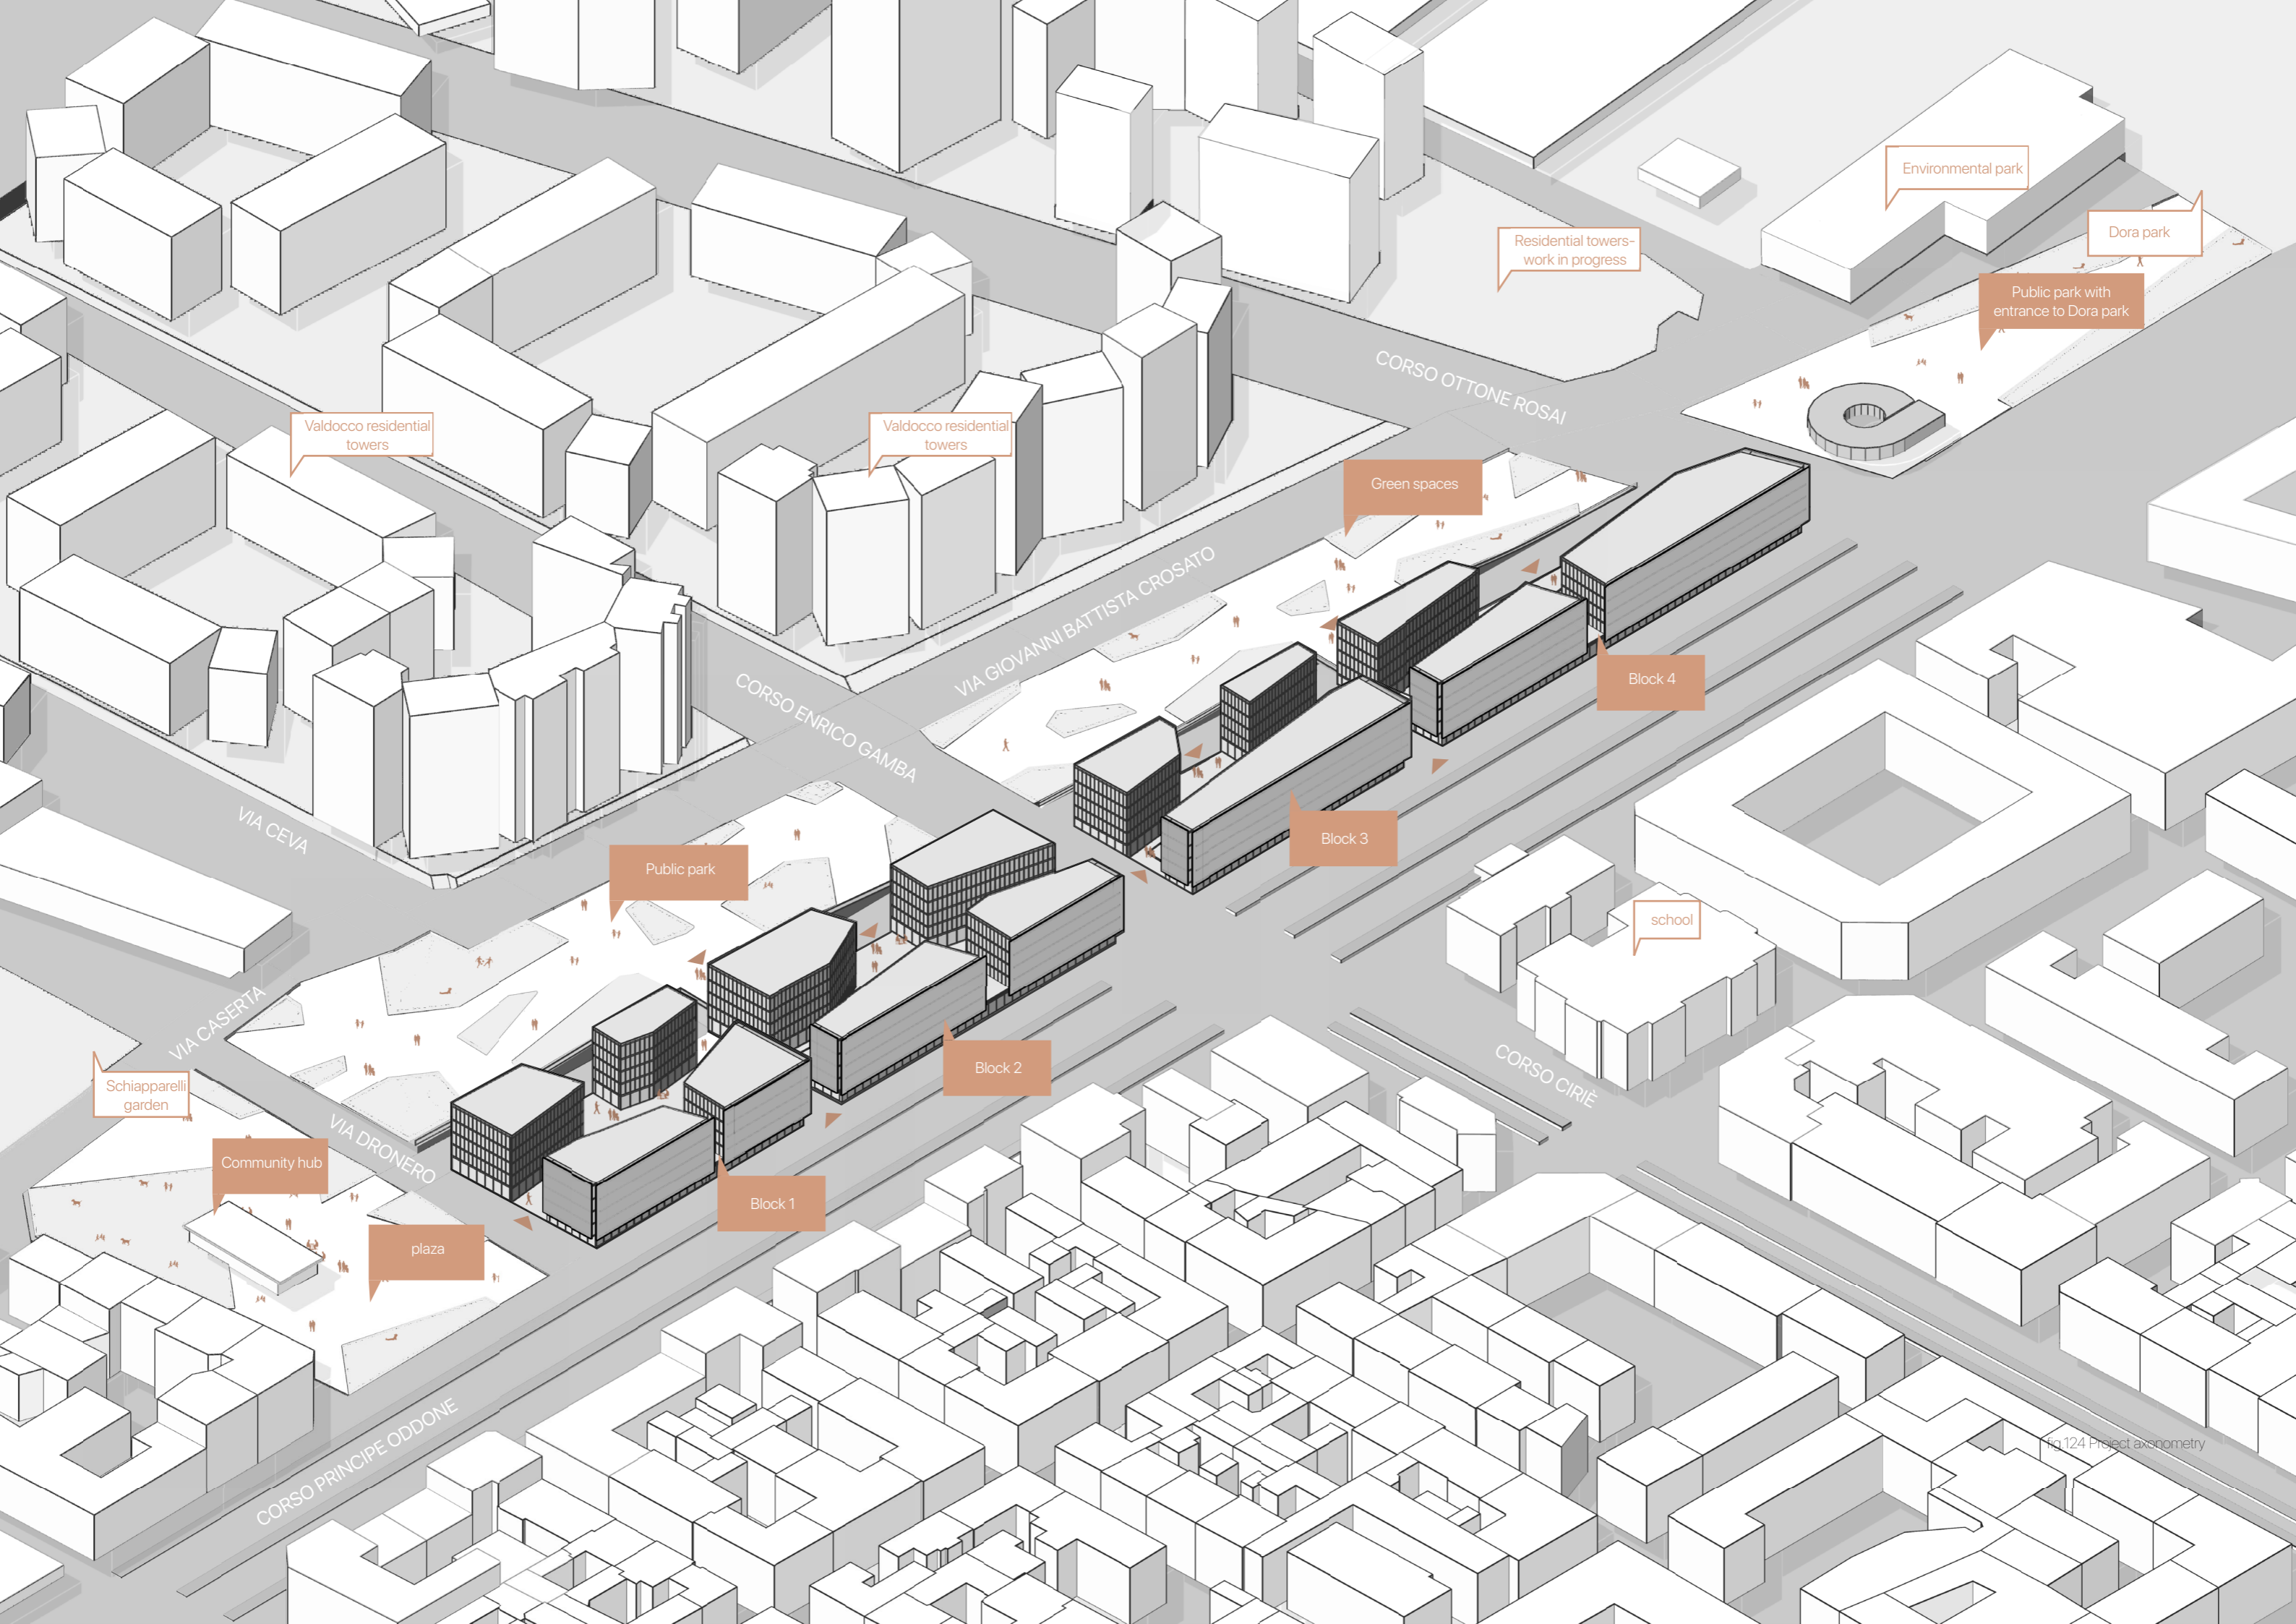 Environmental park
Dora park
Residential towers-
work in progress
Public park with
entrance to Dora park
CORSO OTTONE ROSAI
Valdocco residential
towers
Valdocco residential
towers
Green spaces
VIA GIOVANNI BATTISTA CROSATO
Block 4
CORSO ENRICO GAMBA
VIA CEVA
Block 3
Public park
school
VIA CASERTA
Block 2
CORSO CIRIÈ
Schiapparelli
garden
VIA DRONERO
Community hub
Block 1
plaza
CORSO PRINCIPE ODDONE
fig.124 Project axonometry